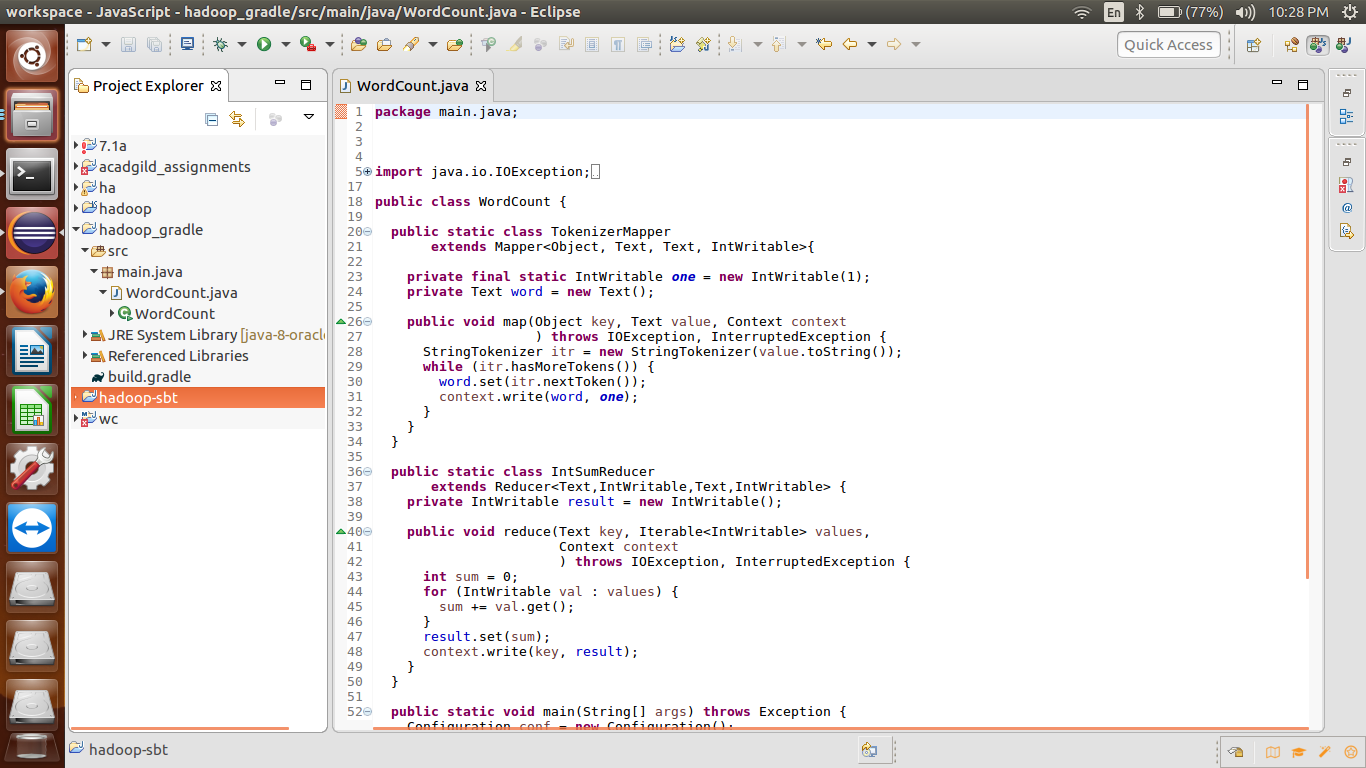 workspace - JavaScript - hadoop_gradle/src/main/java/WordCount.java - Eclipse
En
(77%)
10:28 PM
Quick Access
Project Explorer
7.1a
acadgild_assignments
ha
hadoop
hadoop_gradle
src
main.java
WordCount.java
WordCount
JRE System Library [java-8-oracl
Referenced Libraries
build.gradle
hadoop-sbt
wc
WordCount.java
1 package main.java;
2
3
4
5 import java.io.IOException;
17
18 public class WordCount {
19
20   public static class TokenizerMapper
21        extends Mapper<Object, Text, Text, IntWritable>{
22
23     private final static IntWritable one = new IntWritable(1);
24     private Text word = new Text();
25
26     public void map(Object key, Text value, Context context
27                     ) throws IOException, InterruptedException {
28       StringTokenizer itr = new StringTokenizer(value.toString());
29       while (itr.hasMoreTokens()) {
30         word.set(itr.nextToken());
31         context.write(word, one);
32       }
33     }
34   }
35
36   public static class IntSumReducer
37        extends Reducer<Text,IntWritable,Text,IntWritable> {
38     private IntWritable result = new IntWritable();
39
40     public void reduce(Text key, Iterable<IntWritable> values,
41                        Context context
42                        ) throws IOException, InterruptedException {
43       int sum = 0;
44       for (IntWritable val : values) {
45         sum += val.get();
46       }
47       result.set(sum);
48       context.write(key, result);
49     }
50   }
51
52   public static void main(String[] args) throws Exception {
Configuration conf = new Configuration();
hadoop-sbt